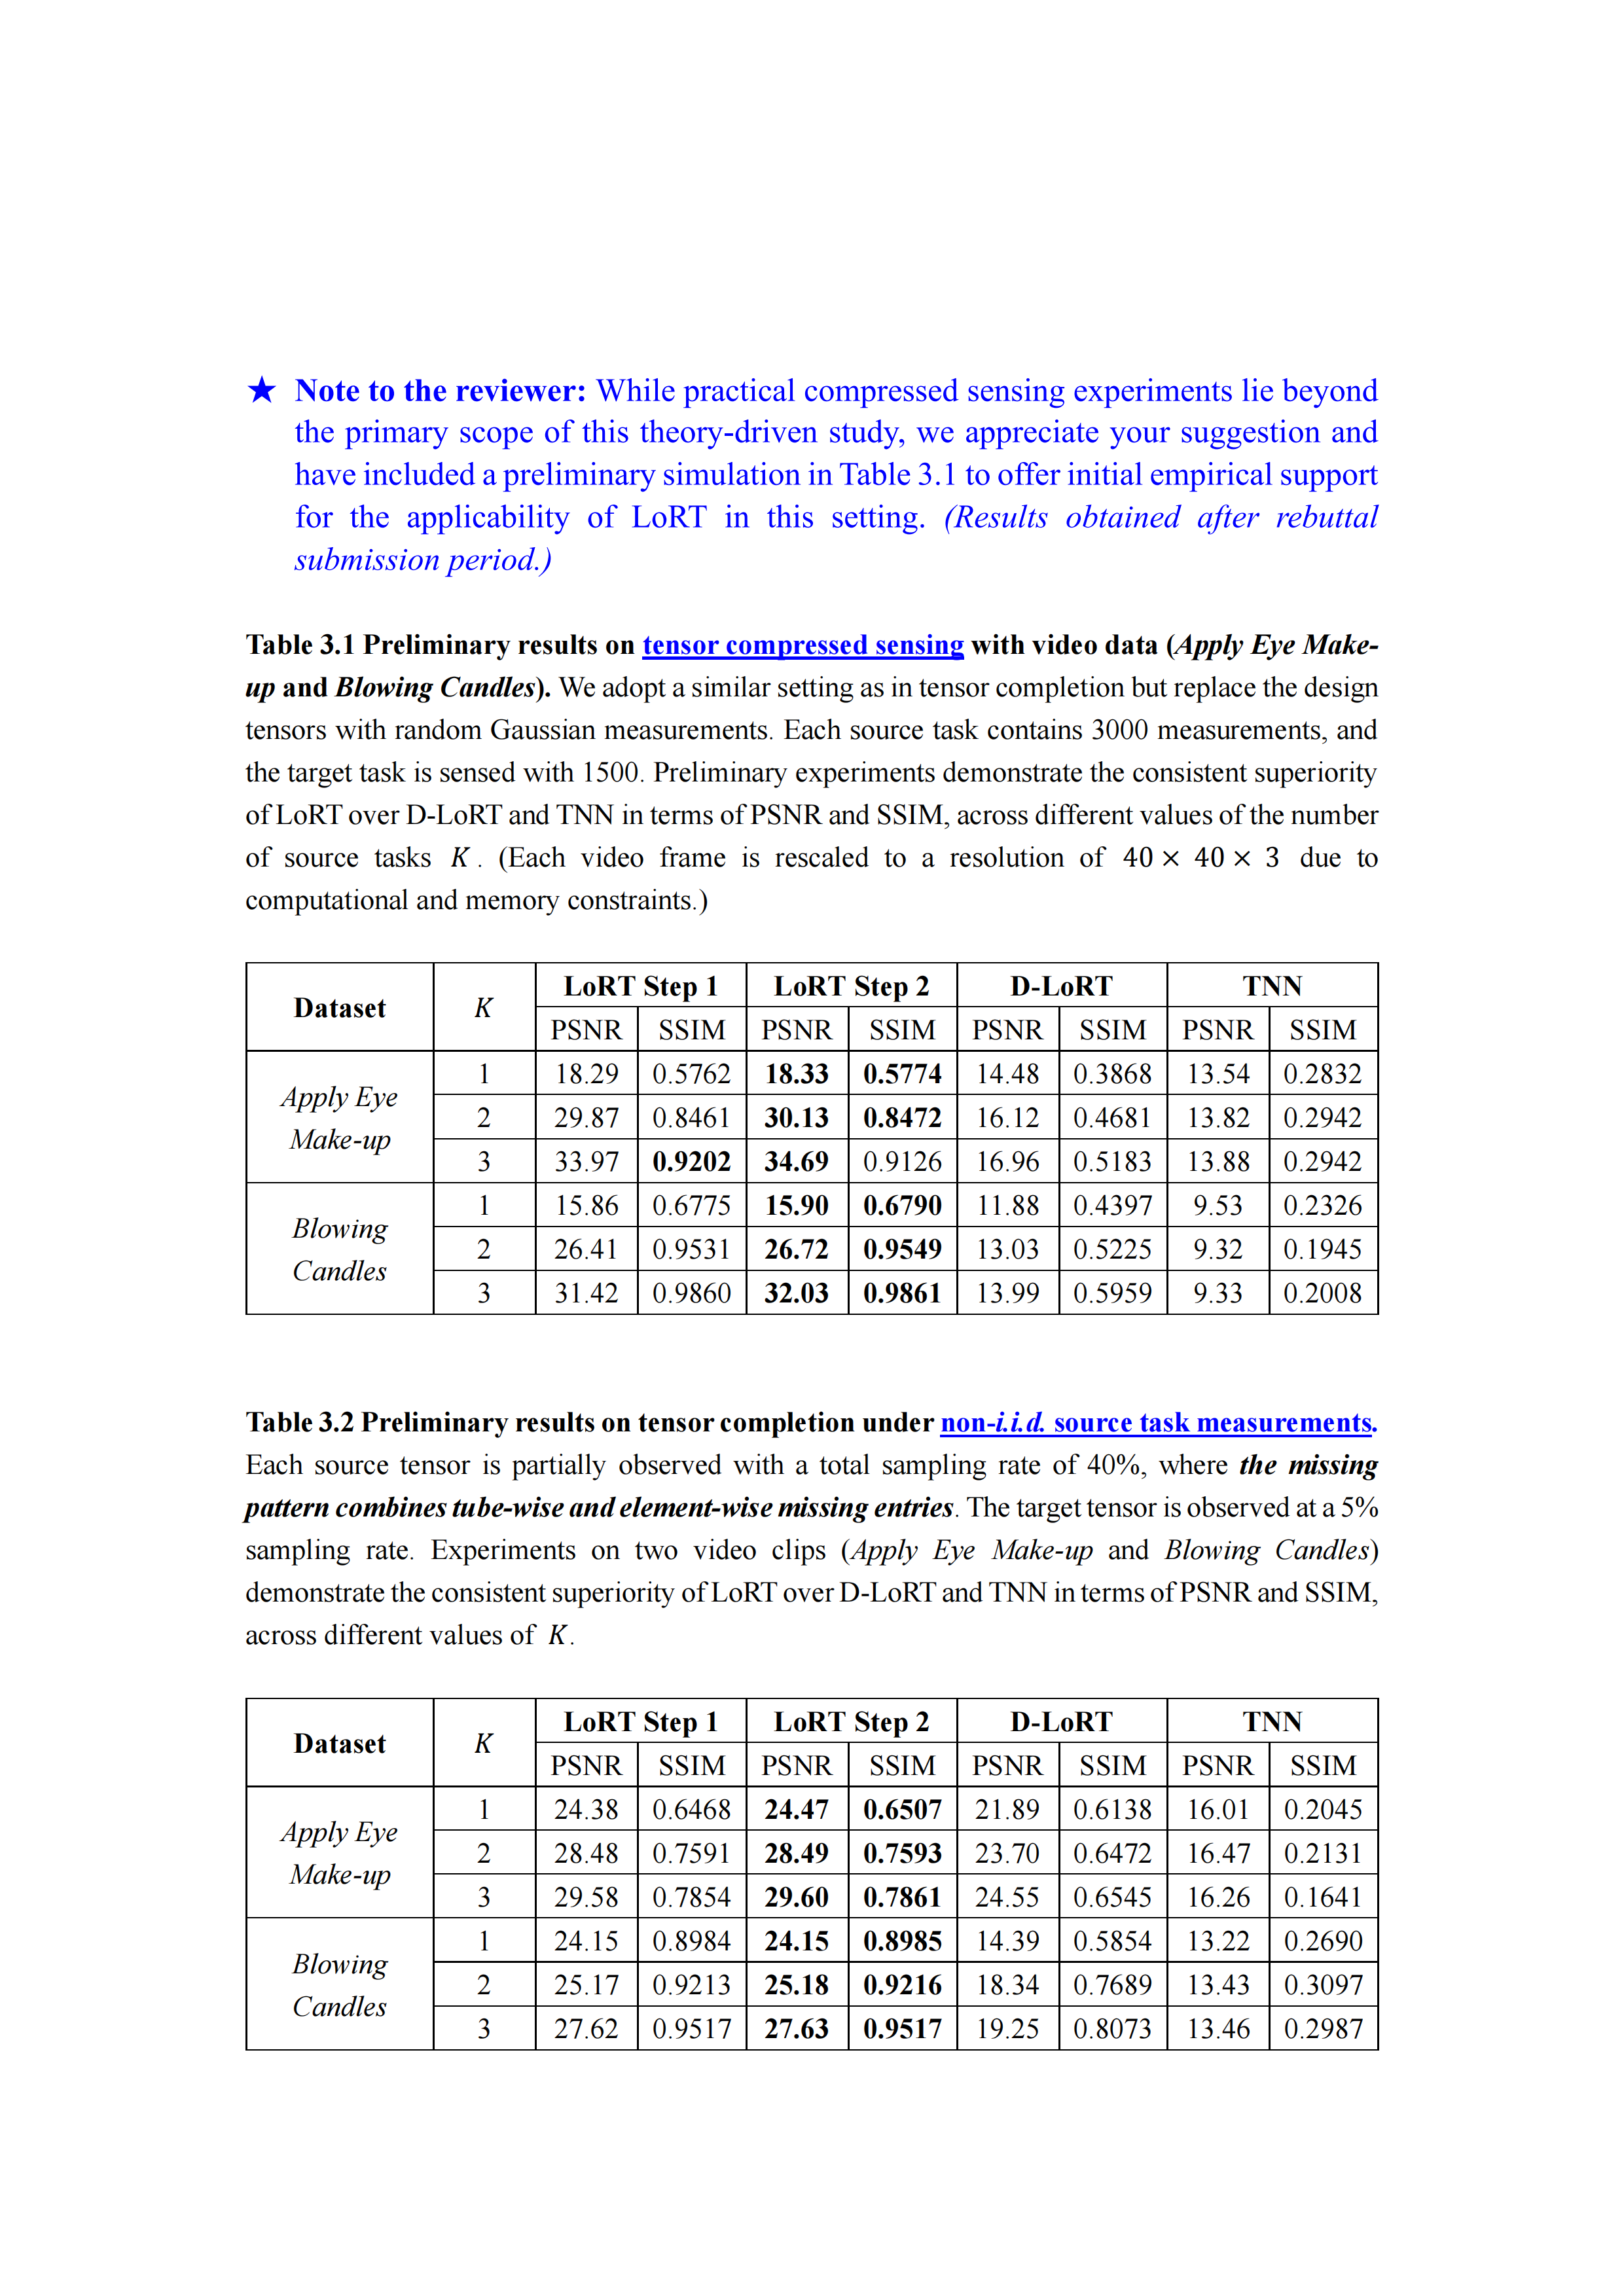 ★ Note to the reviewer: While practical compressed sensing experiments lie beyond
the primary scope of this theory-driven study, we appreciate your suggestion and
have included a preliminary simulation in Table 3.1 to offer initial empirical support
for the applicability of LoRT in this setting. (Results obtained after rebuttal
submission period.)
Table 3.1 Preliminary results on tensor compressed sensing with video data (Apply Eye Make-
up and Blowing Candles). We adopt a similar setting as in tensor completion but replace the design
tensors with random Gaussian measurements. Each source task contains 3000 measurements, and
the target task is sensed with 1500. Preliminary experiments demonstrate the consistent superiority
of LoRT over D-LoRT and TNN in terms of PSNR and SSIM, across different values of the number
of source tasks K. (Each video frame is rescaled to a resolution of 40 × 40 × 3 due to
computational and memory constraints.)
Dataset K LoRT Step 1 LoRT Step 2 D-LoRT TNN
PSNR SSIM PSNR SSIM PSNR SSIM PSNR SSIM
Apply Eye
Make-up
1 18.29 0.5762 18.33 0.5774 14.48 0.3868 13.54 0.2832
2 29.87 0.8461 30.13 0.8472 16.12 0.4681 13.82 0.2942
3 33.97 0.9202 34.69 0.9126 16.96 0.5183 13.88 0.2942
Blowing
Candles
1 15.86 0.6775 15.90 0.6790 11.88 0.4397 9.53 0.2326
2 26.41 0.9531 26.72 0.9549 13.03 0.5225 9.32 0.1945
3 31.42 0.9860 32.03 0.9861 13.99 0.5959 9.33 0.2008
Table 3.2 Preliminary results on tensor completion under non-i.i.d. source task measurements.
Each source tensor is partially observed with a total sampling rate of 40%, where the missing
pattern combines tube-wise and element-wise missing entries. The target tensor is observed at a 5%
sampling rate. Experiments on two video clips (Apply Eye Make-up and Blowing Candles)
demonstrate the consistent superiority of LoRT over D-LoRT and TNN in terms of PSNR and SSIM,
across different values of K.
Dataset K LoRT Step 1 LoRT Step 2 D-LoRT TNN
PSNR SSIM PSNR SSIM PSNR SSIM PSNR SSIM
Apply Eye
Make-up
1 24.38 0.6468 24.47 0.6507 21.89 0.6138 16.01 0.2045
2 28.48 0.7591 28.49 0.7593 23.70 0.6472 16.47 0.2131
3 29.58 0.7854 29.60 0.7861 24.55 0.6545 16.26 0.1641
Blowing
Candles
1 24.15 0.8984 24.15 0.8985 14.39 0.5854 13.22 0.2690
2 25.17 0.9213 25.18 0.9216 18.34 0.7689 13.43 0.3097
3 27.62 0.9517 27.63 0.9517 19.25 0.8073 13.46 0.2987